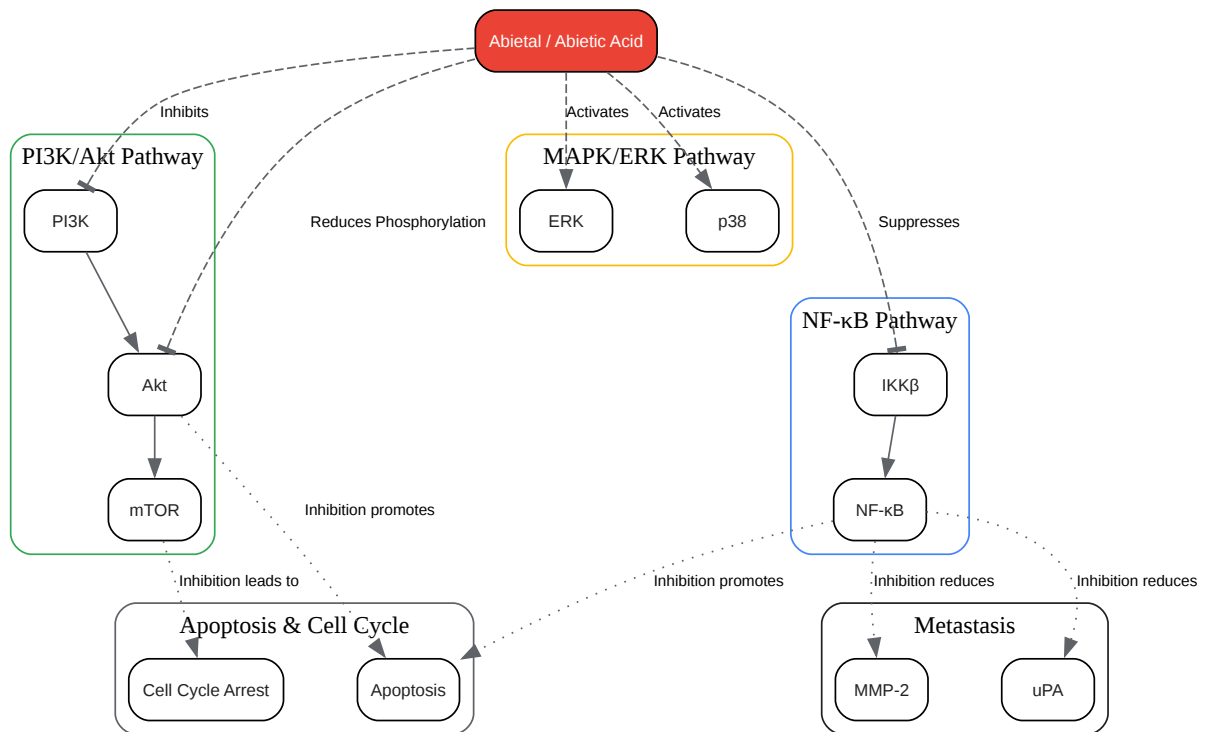 Abietal / Abietic Acid
Inhibits
Activates
Activates
PI3K/Akt Pathway
MAPK/ERK Pathway
PI3K
Reduces Phosphorylation
ERK
p38
Suppresses
NF-κB Pathway
Akt
IKKβ
mTOR
Inhibition promotes
NF-κB
Inhibition leads to
Inhibition promotes
Inhibition reduces
Inhibition reduces
Apoptosis & Cell Cycle
Metastasis
Cell Cycle Arrest
Apoptosis
MMP-2
uPA